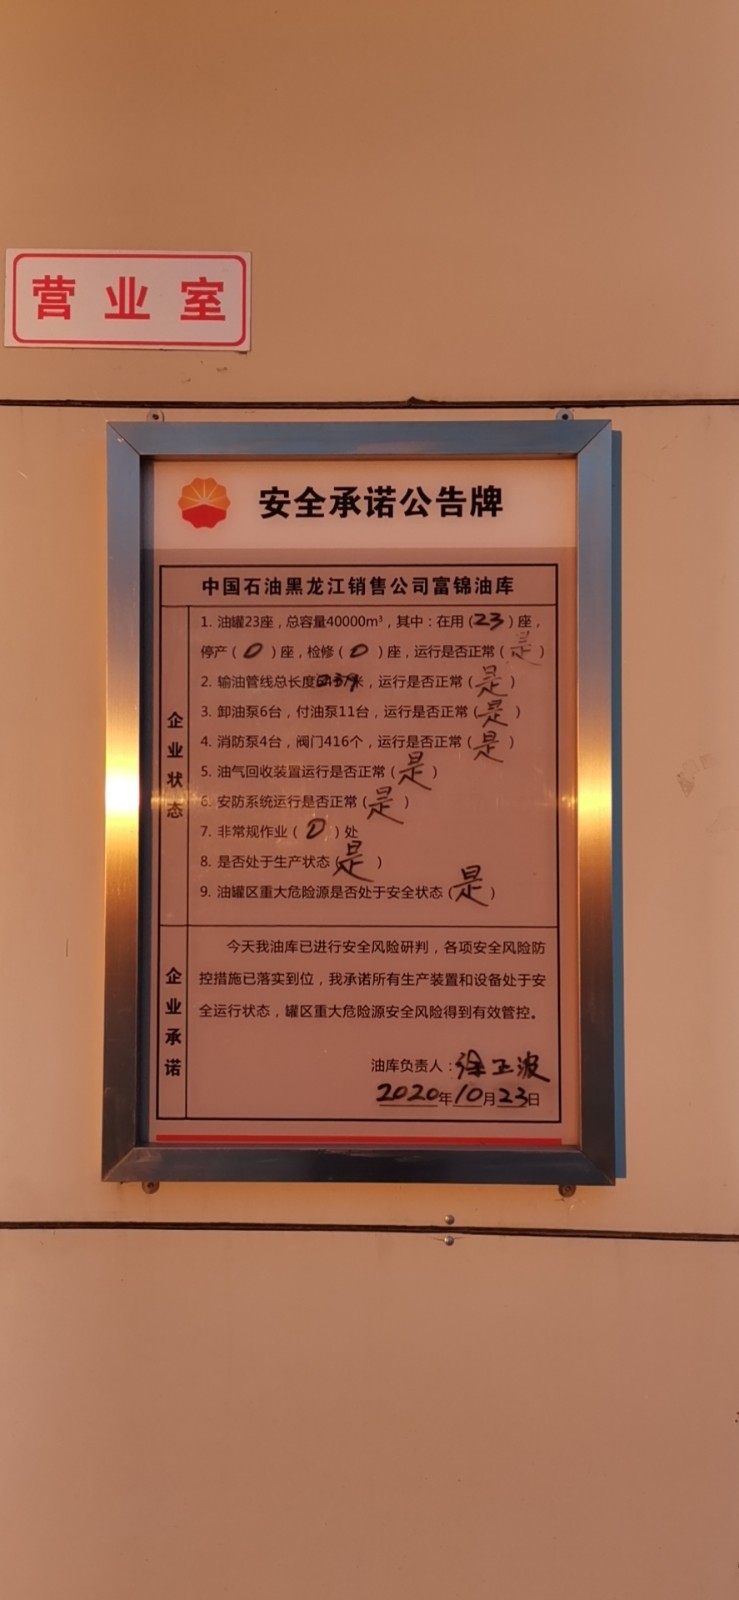 营业室
安全承诺公告牌
中国石油黑龙江销售公司富锦油库
企业状态
1. 油罐23座，总容量40000m³，其中：在用（23）座，
停产（0）座，检修（0）座，运行是否正常（是）
2. 输油管线总长度米，运行是否正常（是）
3. 卸油泵6台，付油泵11台，运行是否正常（是）
4. 消防泵4台，阀门416个，运行是否正常（是）
5. 油气回收装置运行是否正常（是）
6. 安防系统运行是否正常（是）
7. 非常规作业（0）处
8. 是否处于生产状态（是）
9. 油罐区重大危险源是否处于安全状态（是）
企业承诺
今天我油库已进行安全风险研判，各项安全风险防
控措施已落实到位，我承诺所有生产装置和设备处于安
全运行状态，罐区重大危险源安全风险得到有效管控。
油库负责人：徐正波
2020年10月23日